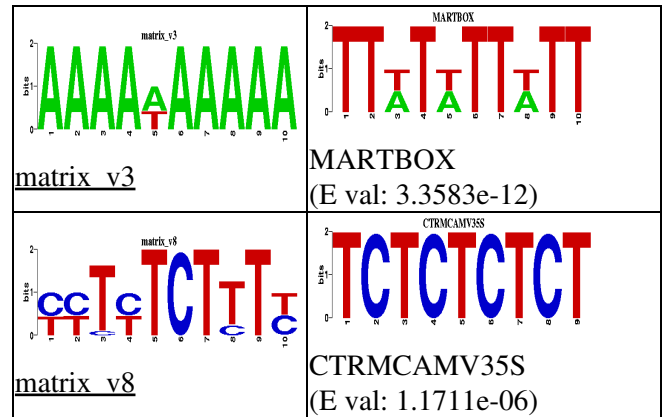 matrix_v3
bits
2
1
0
AAAAAAAAAA
T
1 2 3 4 5 6 7 8 9 10
matrix_v3
MARTBOX
bits
2
1
0
TTTTTTTTTT
A A A
1 2 3 4 5 6 7 8 9 10
MARTBOX
(E val: 3.3583e-12)
matrix_v8
bits
2
1
0
CCTCTCTTTT
TTCT C C
1 2 3 4 5 6 7 8 9 10
matrix_v8
CTRMCAMV35S
bits
2
1
0
TCTCTCTCT
1 2 3 4 5 6 7 8 9
CTRMCAMV35S
(E val: 1.1711e-06)